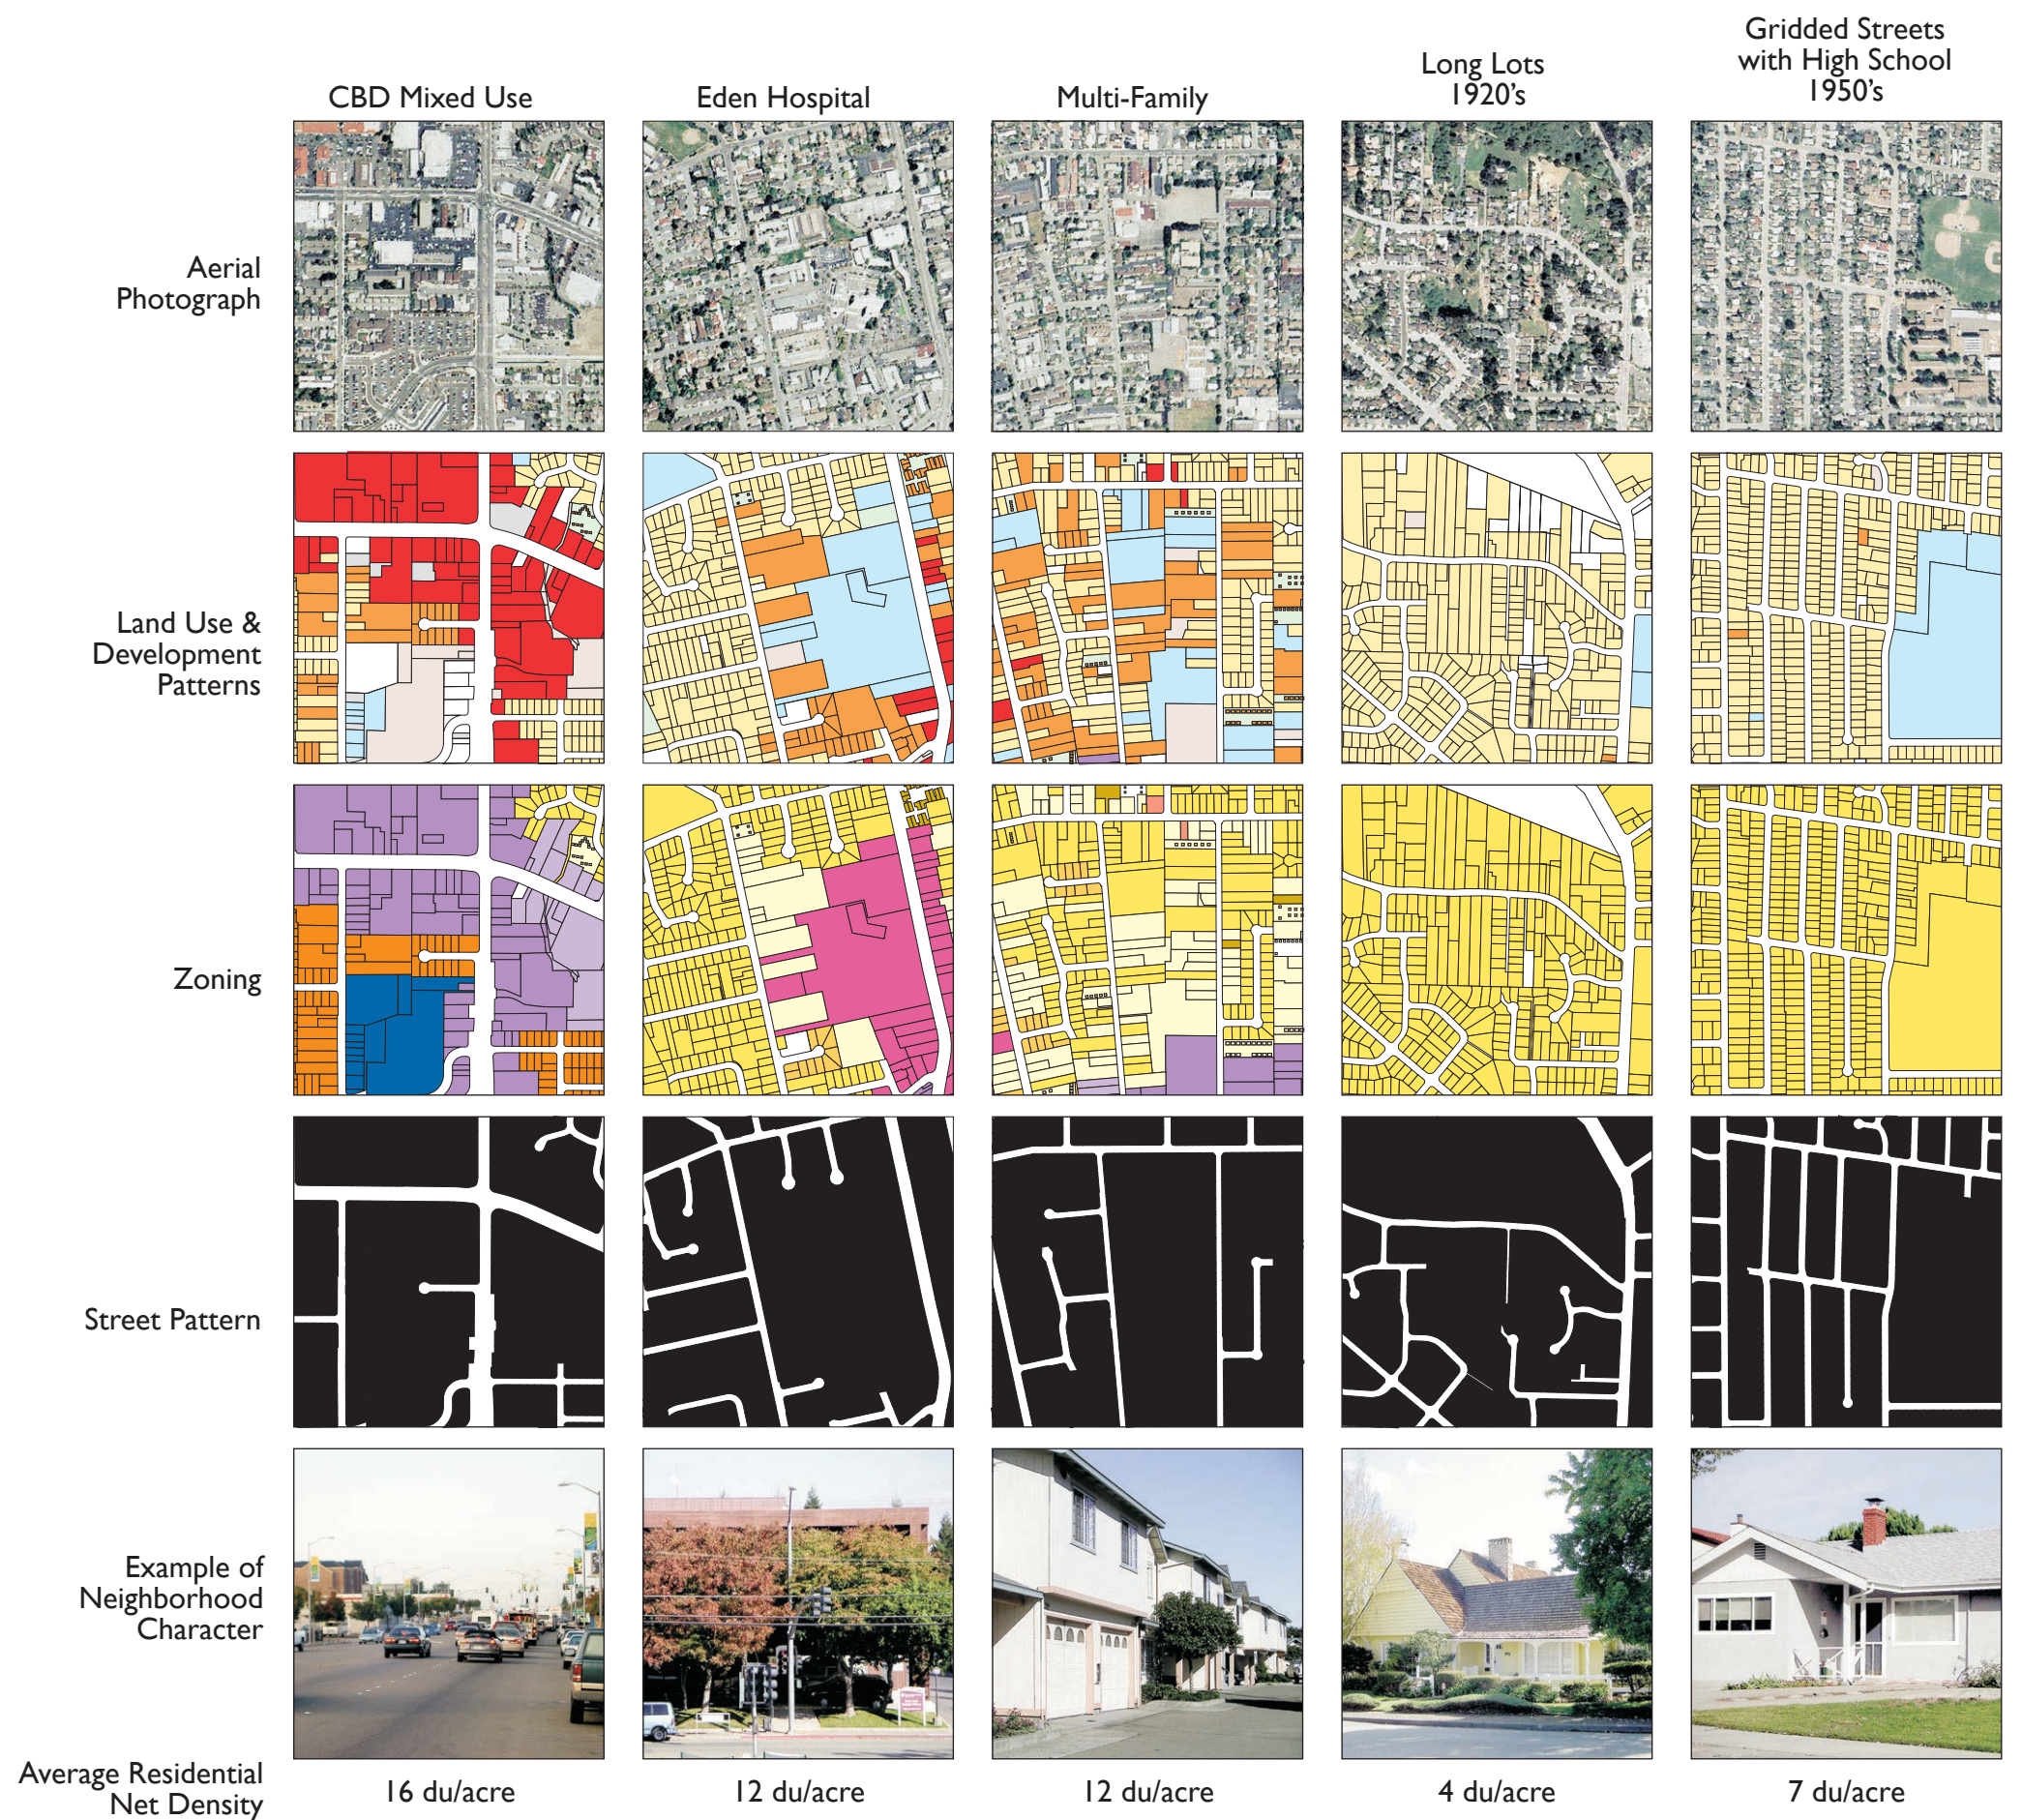 CBD Mixed Use
Eden Hospital
Multi-Family
Long Lots
1920's
Gridded Streets
with High School
1950's
Aerial
Photograph
Land Use &
Development
Patterns
Zoning
Street Pattern
Example of
Neighborhood
Character
Average Residential
Net Density
16 du/acre
12 du/acre
12 du/acre
4 du/acre
7 du/acre